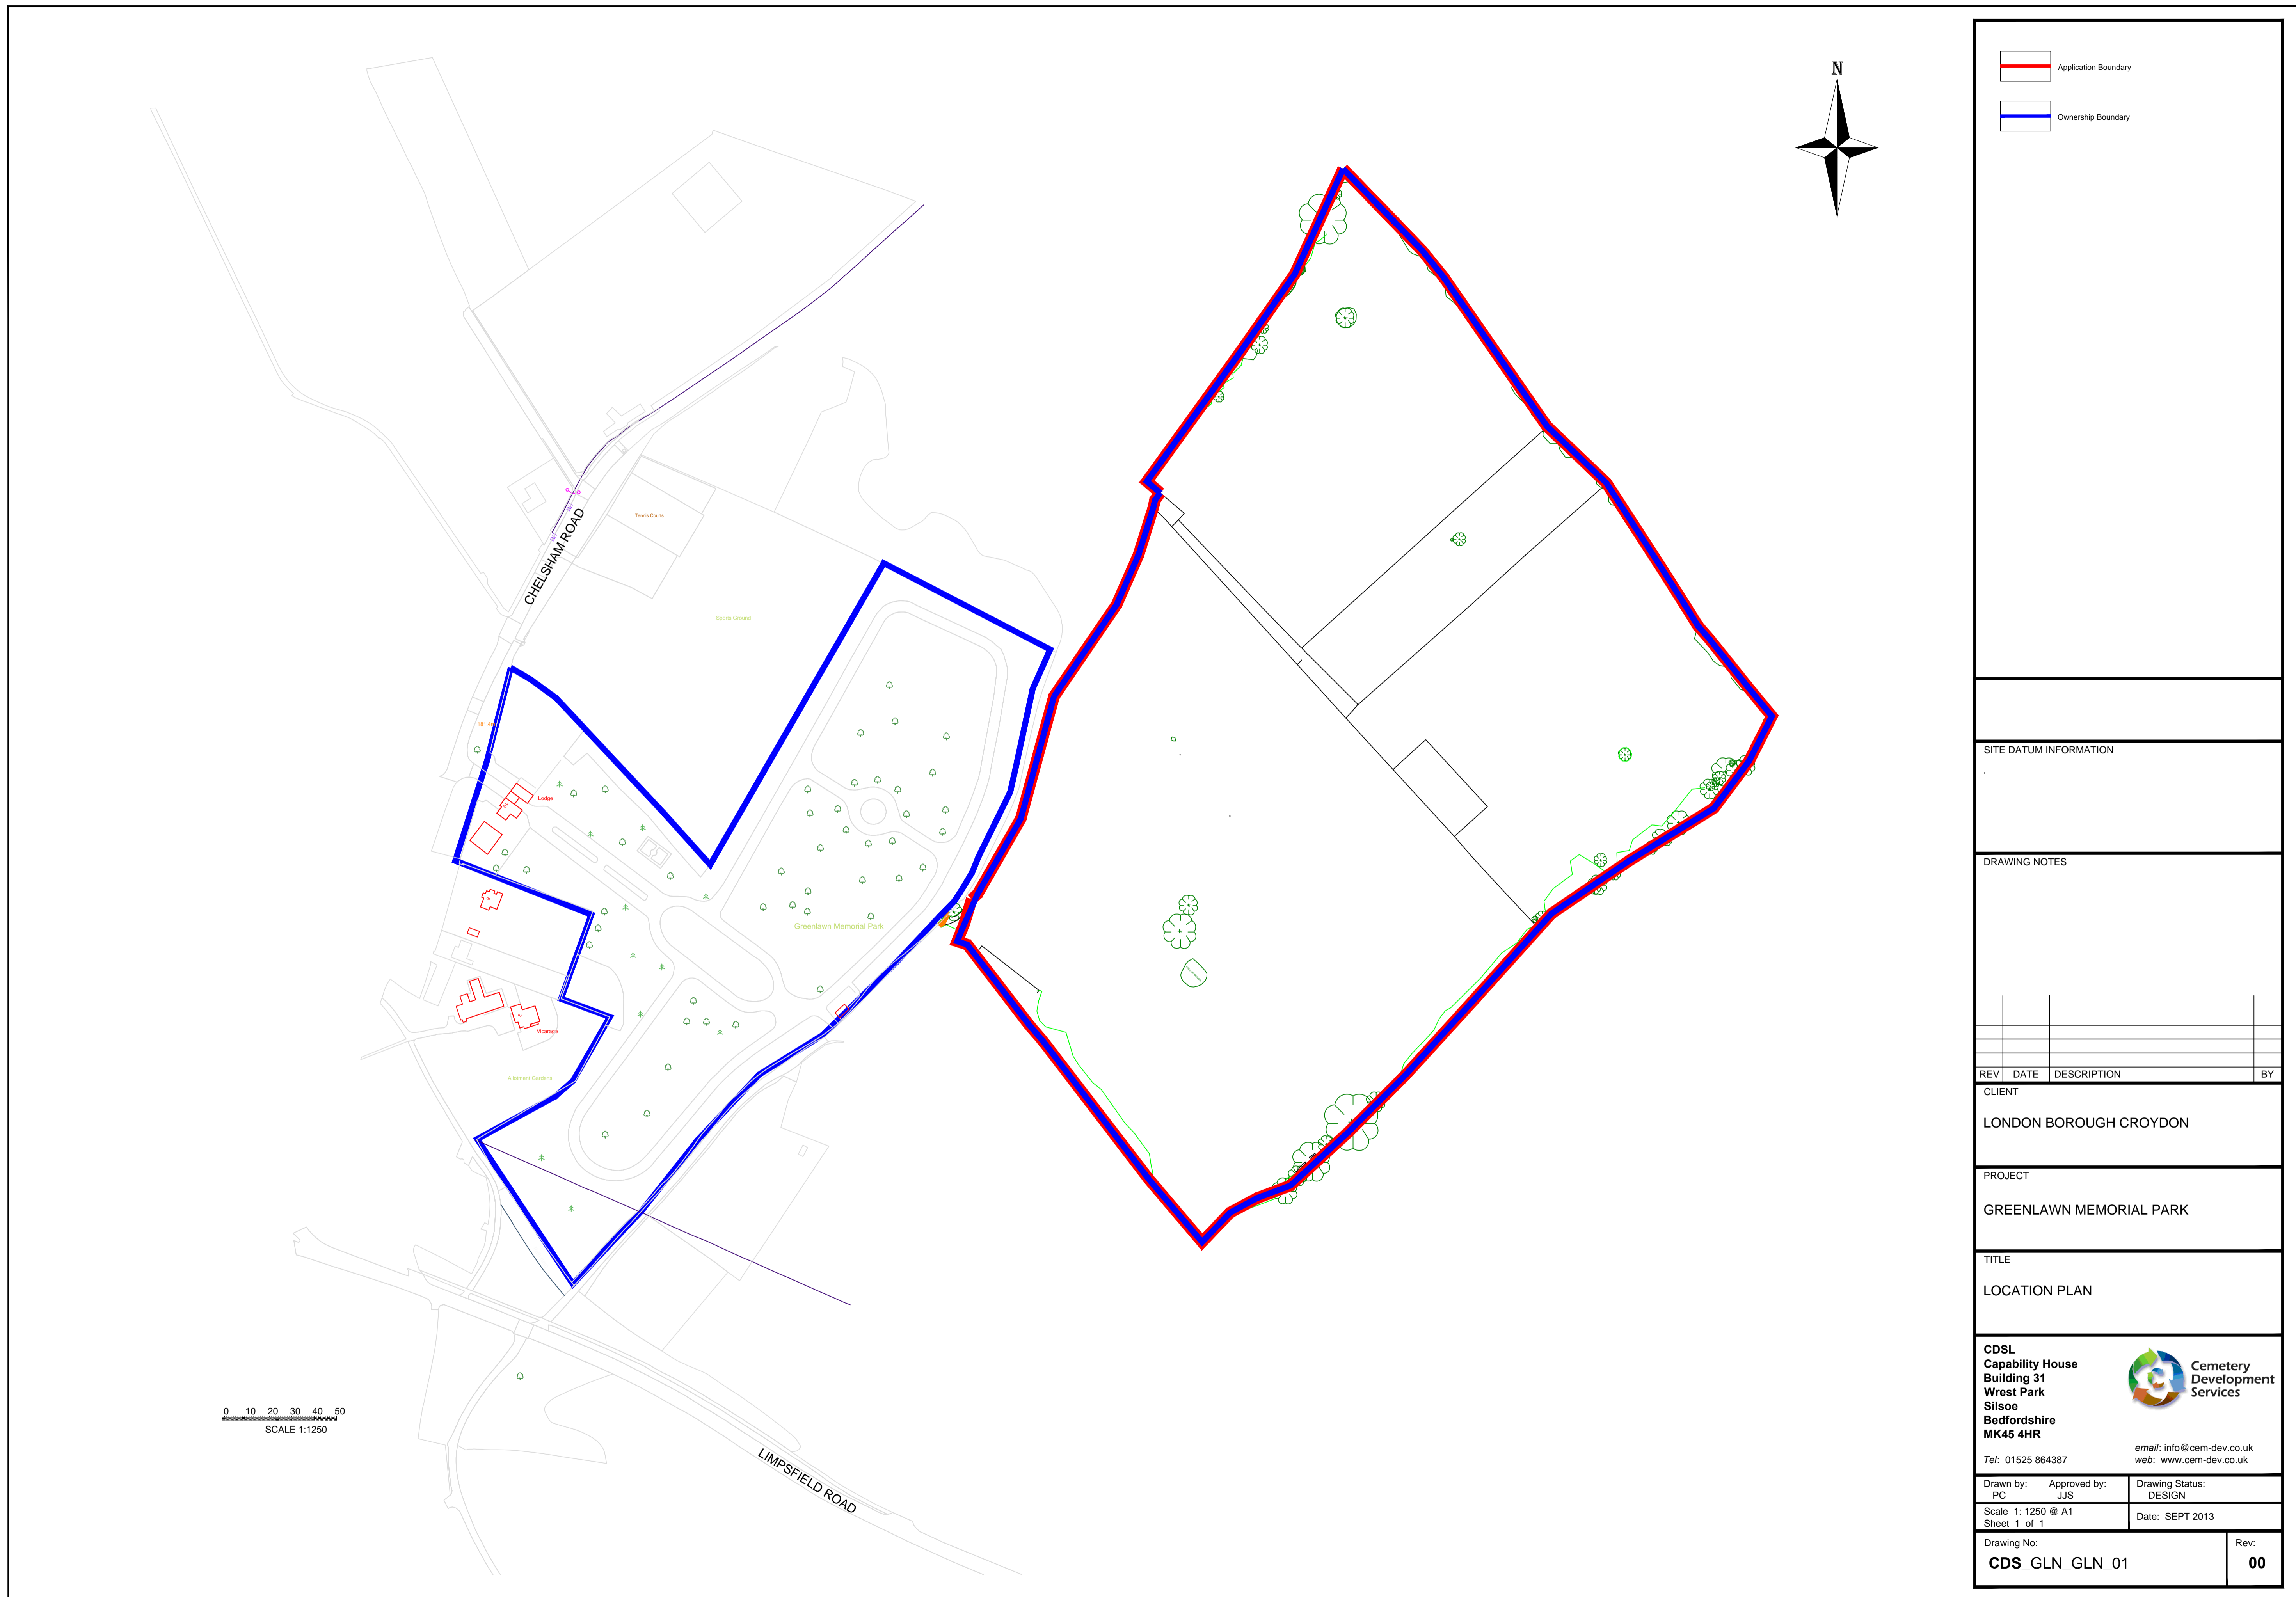 N
CHELSHAM ROAD
Tennis Courts
Sports Ground
Lodge
Greenlawn Memorial Park
Vicarage
Allotment Gardens
LIMPSFIELD ROAD
0 10 20 30 40 50
SCALE 1:1250
Application Boundary
Ownership Boundary
SITE DATUM INFORMATION
.
DRAWING NOTES
REV DATE DESCRIPTION BY
CLIENT
LONDON BOROUGH CROYDON
PROJECT
GREENLAWN MEMORIAL PARK
TITLE
LOCATION PLAN
CDSL
Capability House
Building 31
Wrest Park
Silsoe
Bedfordshire
MK45 4HR
Tel: 01525 864387
Cemetery
Development
Services
email: info@cem-dev.co.uk
web: www.cem-dev.co.uk
Drawn by: Approved by:
PC JJS
Drawing Status:
DESIGN
Scale 1: 1250 @ A1
Sheet 1 of 1
Date: SEPT 2013
Drawing No:
CDS_GLN_GLN_01
Rev:
00